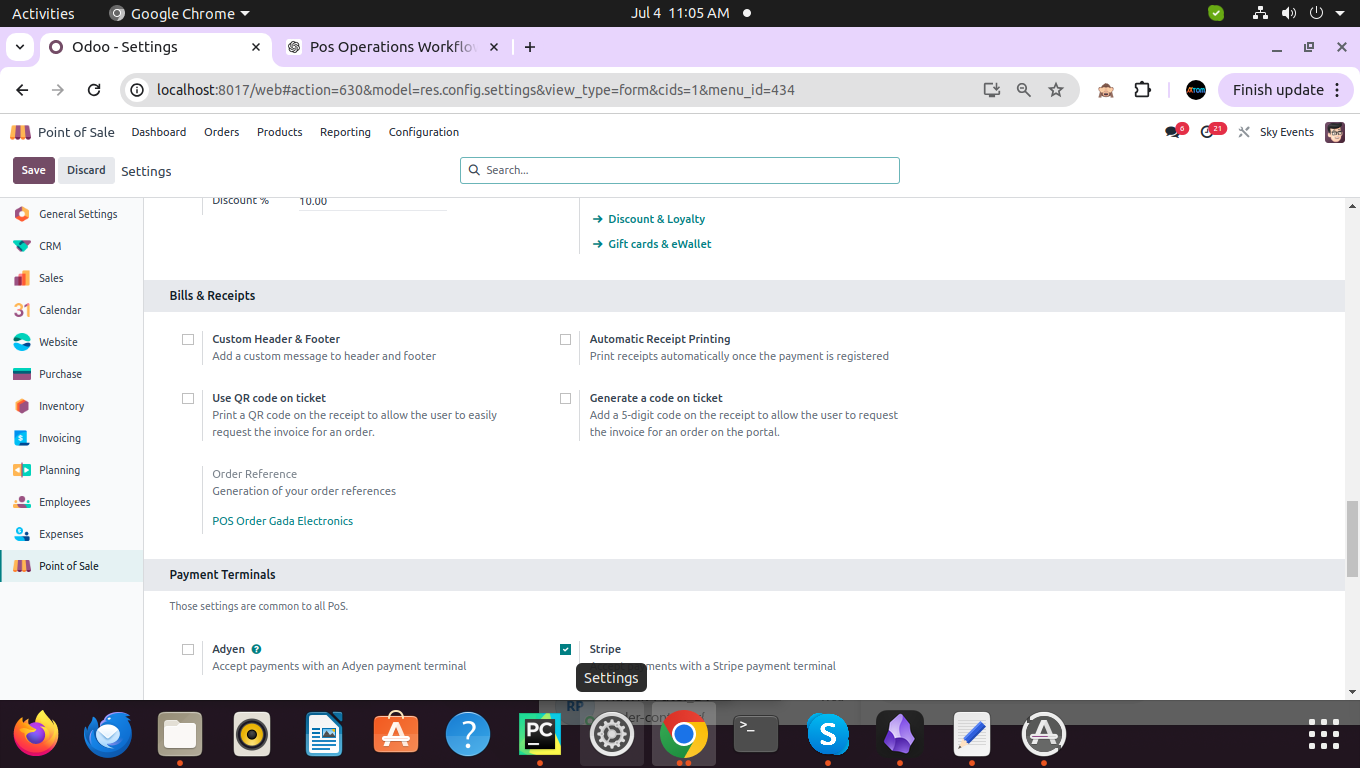 Activities
Google Chrome
Jul 4 11:05 AM
Odoo - Settings
Pos Operations Workflow
localhost:8017/web#action=630&model=res.config.settings&view_type=form&cids=1&menu_id=434
Finish update
Point of Sale
Dashboard
Orders
Products
Reporting
Configuration
6
21
Sky Events
Save
Discard
Settings
Search...
General Settings
CRM
Sales
31 Calendar
Website
Purchase
Inventory
Invoicing
Planning
Employees
Expenses
Point of Sale
Discount %
10.00
Discount & Loyalty
Gift cards & eWallet
Bills & Receipts
Custom Header & Footer
Add a custom message to header and footer
Automatic Receipt Printing
Print receipts automatically once the payment is registered
Use QR code on ticket
Print a QR code on the receipt to allow the user to easily
request the invoice for an order.
Generate a code on ticket
Add a 5-digit code on the receipt to allow the user to request
the invoice for an order on the portal.
Order Reference
Generation of your order references
POS Order Gada Electronics
Payment Terminals
Those settings are common to all PoS.
Adyen ?
Accept payments with an Adyen payment terminal
Stripe
payments with a Stripe payment terminal
Settings
RP
PC
>_
S
A
?